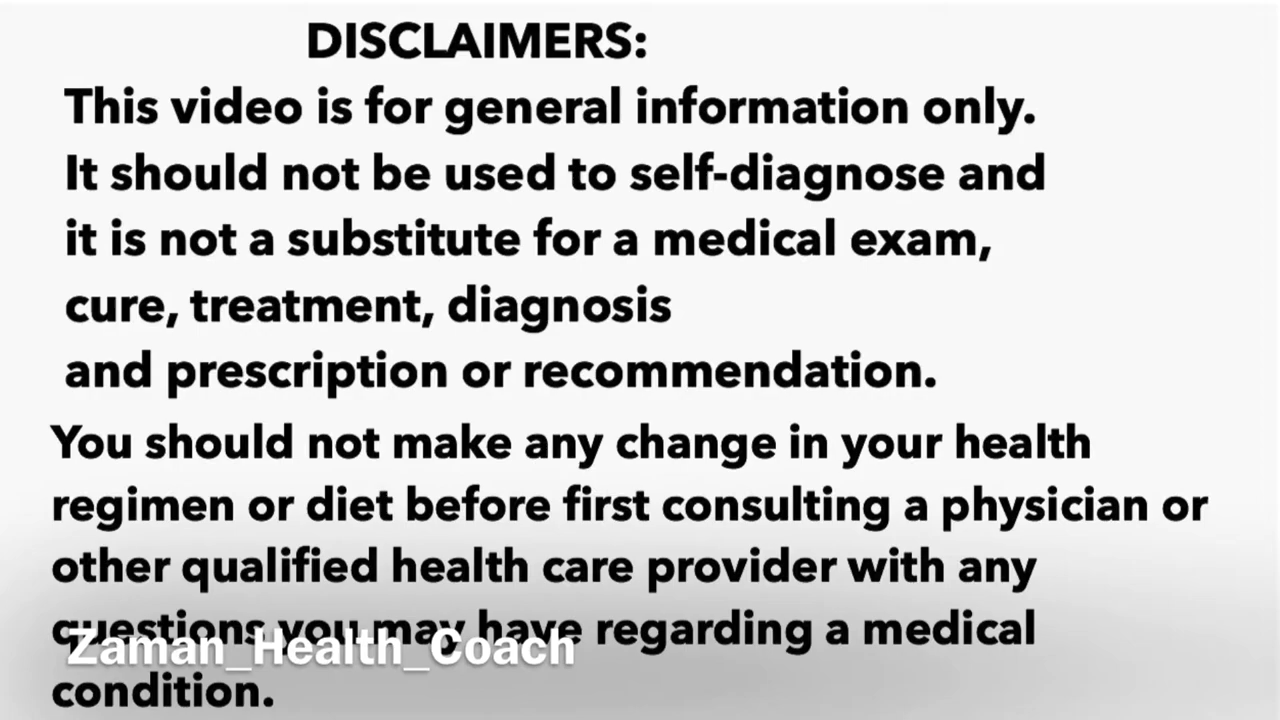 DISCLAIMERS:
This video is for general information only.
It should not be used to self-diagnose and
it is not a substitute for a medical exam,
cure, treatment, diagnosis
and prescription or recommendation.
You should not make any change in your health
regimen or diet before first consulting a physician or
other qualified health care provider with any
questions you may have regarding a medical
Zaman_Health_Coach
condition.